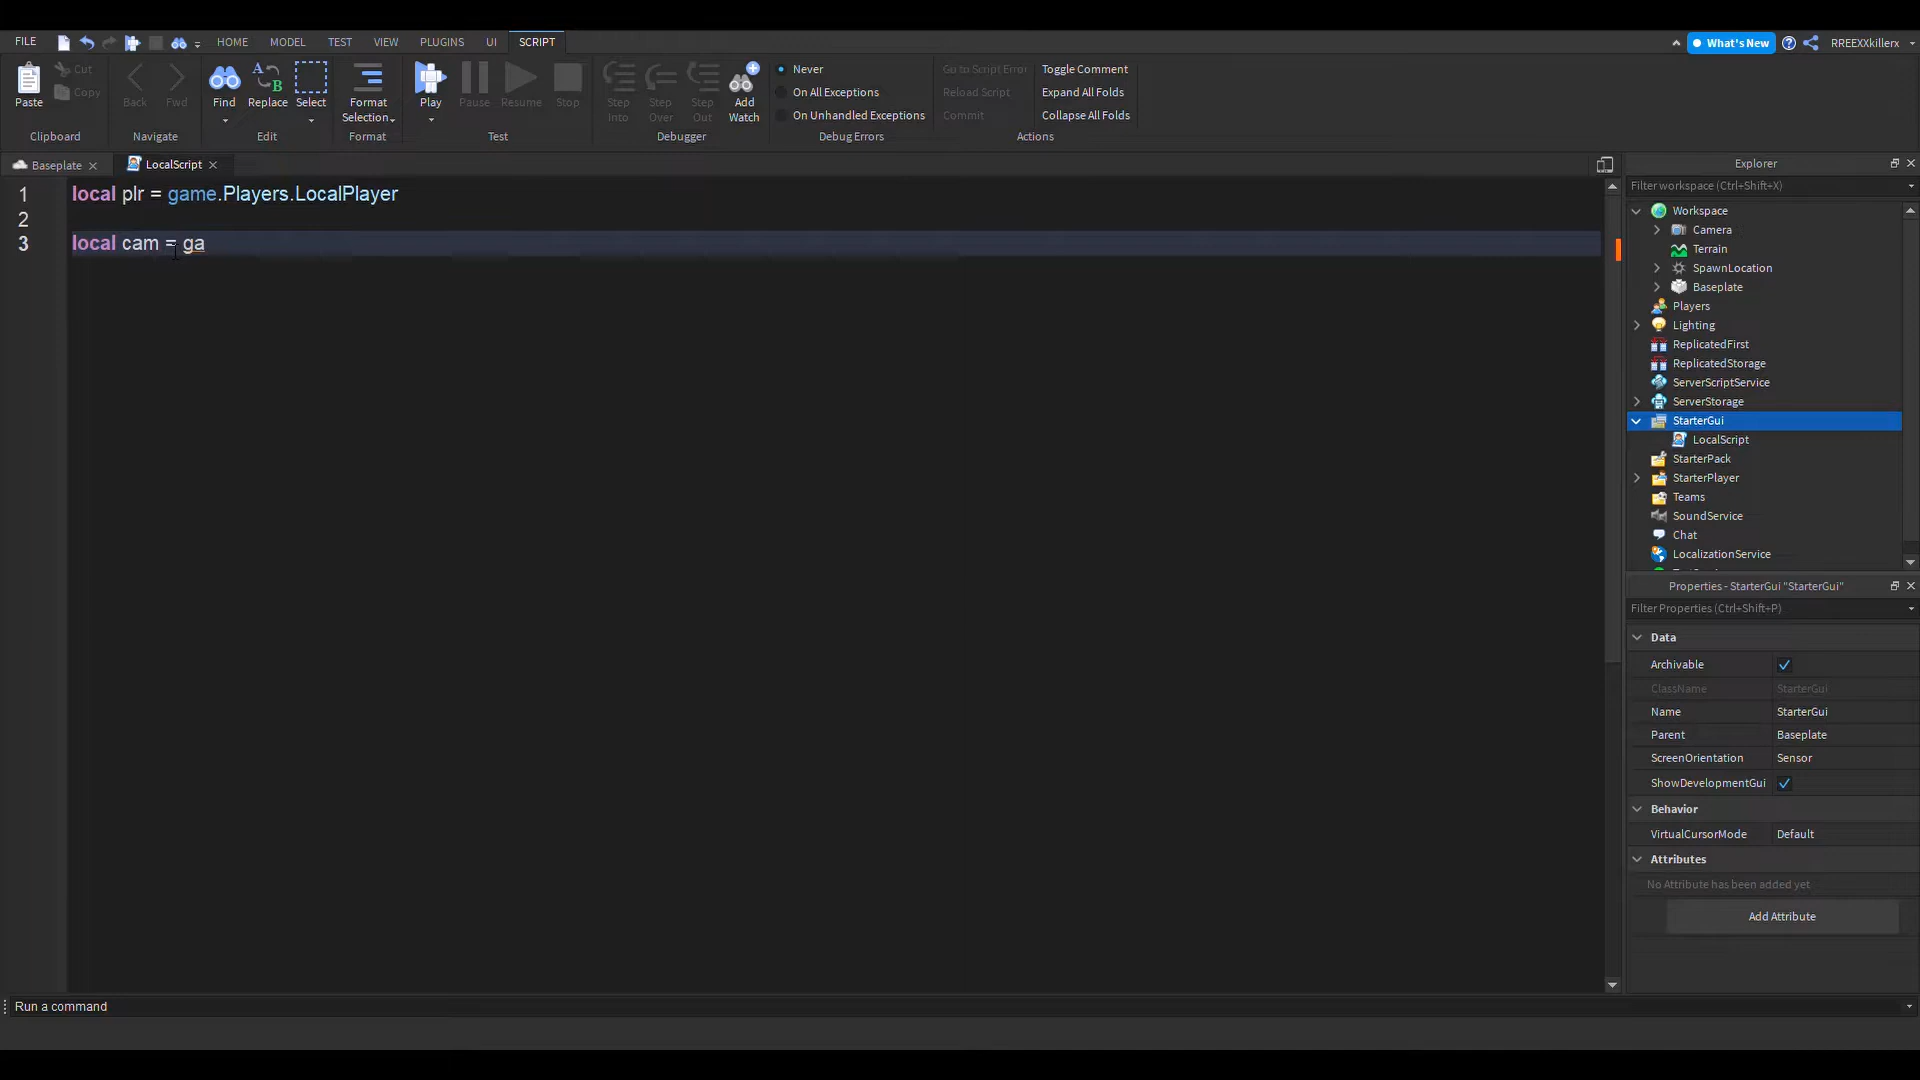 FILE HOME MODEL TEST VIEW PLUGINS UI SCRIPT What's New RREEXXkillerx
Paste Cut Copy Back Fwd Find Replace Select Format Selection Play Pause Resume Stop Step Into Step Over Step Out Add Watch
Never
On All Exceptions
On Unhandled Exceptions
Go to Script Error
Reload Script
Commit
Toggle Comment
Expand All Folds
Collapse All Folds
Clipboard Navigate Edit Format Test Debugger Debug Errors Actions
Baseplate LocalScript
1 local plr = game.Players.LocalPlayer
2
3 local cam = ga
Explorer
Filter workspace (Ctrl+Shift+X)
Workspace
Camera
Terrain
SpawnLocation
Baseplate
Players
Lighting
ReplicatedFirst
ReplicatedStorage
ServerScriptService
ServerStorage
StarterGui
LocalScript
StarterPack
StarterPlayer
Teams
SoundService
Chat
LocalizationService
Properties - StarterGui "StarterGui"
Filter Properties (Ctrl+Shift+P)
Data
Archivable
ClassName StarterGui
Name StarterGui
Parent Baseplate
ScreenOrientation Sensor
ShowDevelopmentGui
Behavior
VirtualCursorMode Default
Attributes
No Attribute has been added yet
Add Attribute
Run a command